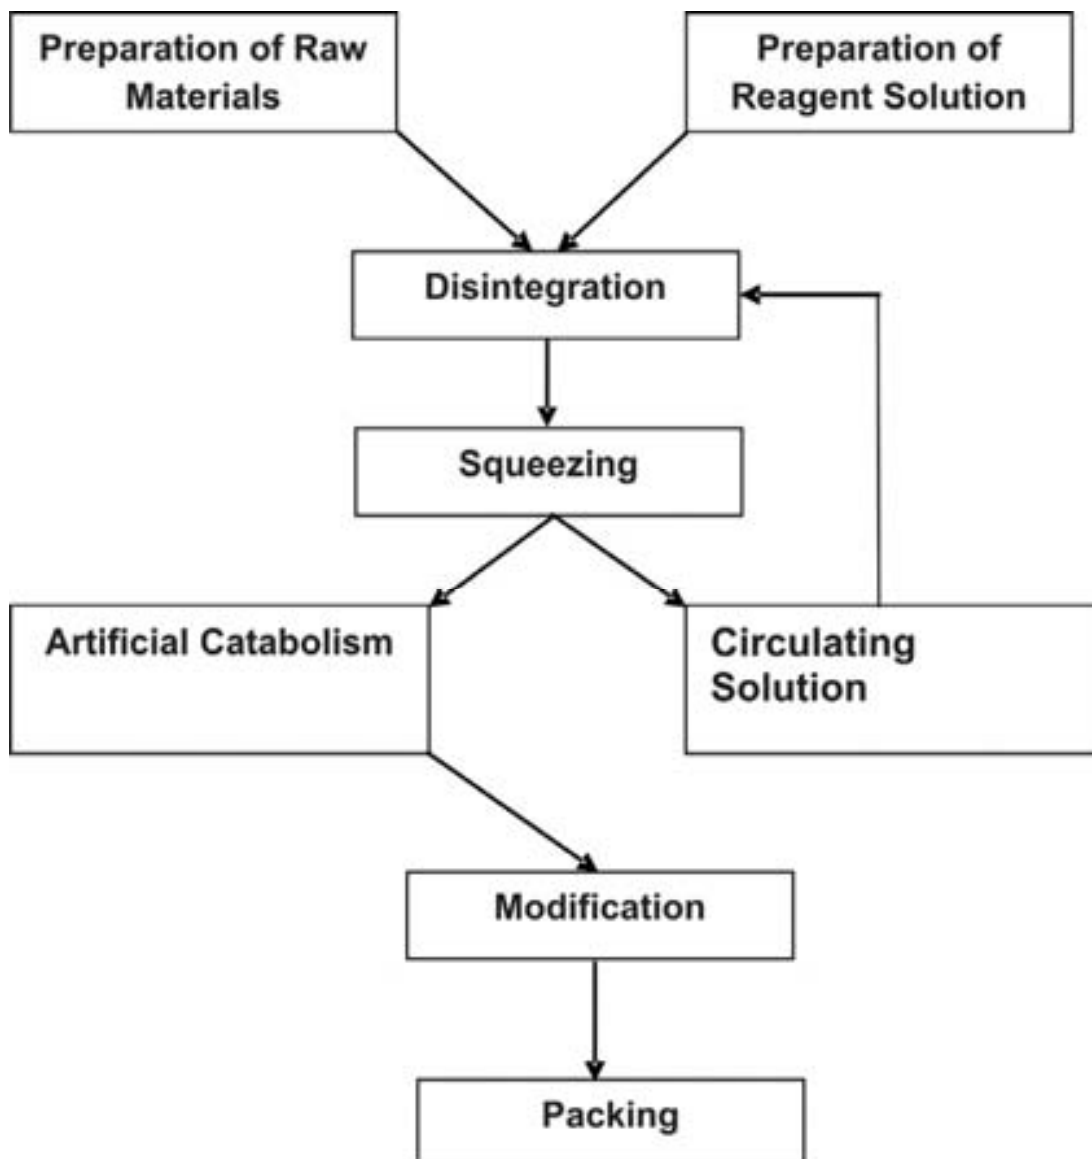 Preparation of Raw
Materials
Preparation of
Reagent Solution
Disintegration
Squeezing
Artificial Catabolism
Circulating
Solution
Modification
Packing